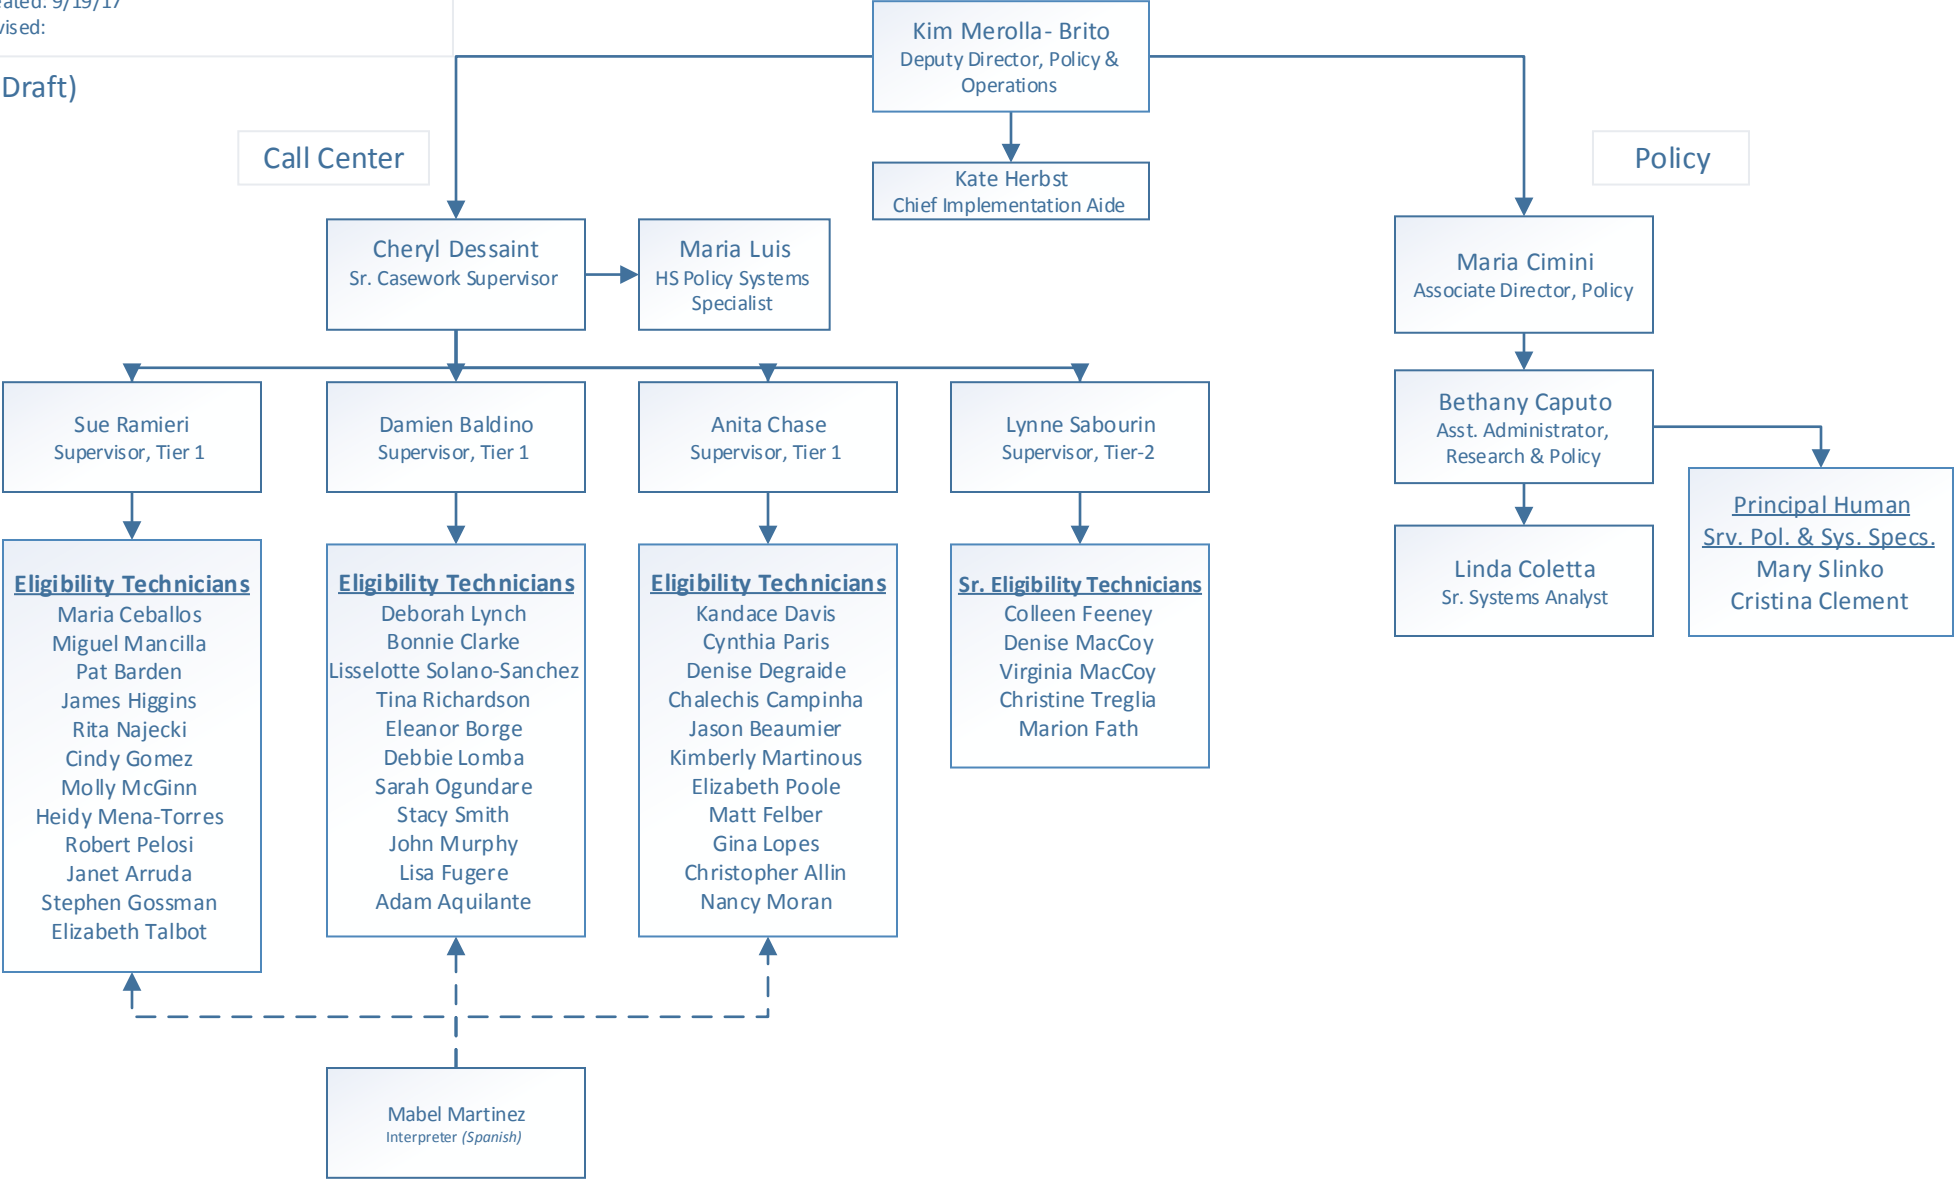 9/19/17
Draft)
Kim Merolla- Brito
Deputy Director, Policy &
Operations
Call Center
Policy
Kate Herbst
Chief Implementation Aide
Cheryl Dessaint
Sr. Casework Supervisor
Maria Luis
HS Policy Systems
Specialist
Maria Cimini
Associate Director, Policy
Bethany Caputo
Asst. Administrator,
Research & Policy
Linda Coletta
Sr. Systems Analyst
Principal Human
Srv. Pol. & Sys. Specs.
Mary Slinko
Cristina Clement
Sue Ramieri
Supervisor, Tier 1
Damien Baldino
Supervisor, Tier 1
Anita Chase
Supervisor, Tier 1
Lynne Sabourin
Supervisor, Tier-2
Eligibility Technicians
Maria Ceballos
Miguel Mancilla
Pat Barden
James Higgins
Rita Najecki
Cindy Gomez
Molly McGinn
Heidy Mena-Torres
Robert Pelosi
Janet Arruda
Stephen Gossman
Elizabeth Talbot
Eligibility Technicians
Deborah Lynch
Bonnie Clarke
Lisselotte Solano-Sanchez
Tina Richardson
Eleanor Borge
Debbie Lomba
Sarah Ogundare
Stacy Smith
John Murphy
Lisa Fugere
Adam Aquilante
Eligibility Technicians
Kandace Davis
Cynthia Paris
Denise Degraide
Chalechis Campinha
Jason Beaumier
Kimberly Martinous
Elizabeth Poole
Matt Felber
Gina Lopes
Christopher Allin
Nancy Moran
Sr. Eligibility Technicians
Colleen Feeney
Denise MacCoy
Virginia MacCoy
Christine Treglia
Marion Fath
Mabel Martinez
Interpreter (Spanish)